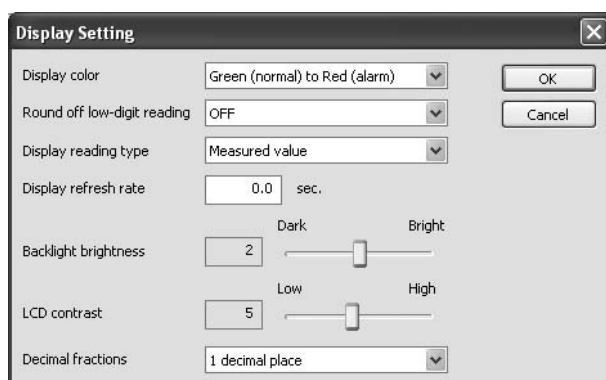 Display Setting
Display color Green (normal) to Red (alarm) OK
Round off low-digit reading OFF Cancel
Display reading type Measured value
Display refresh rate 0.0 sec.
Dark Bright
Backlight brightness 2
Low High
LCD contrast 5
Decimal fractions 1 decimal place